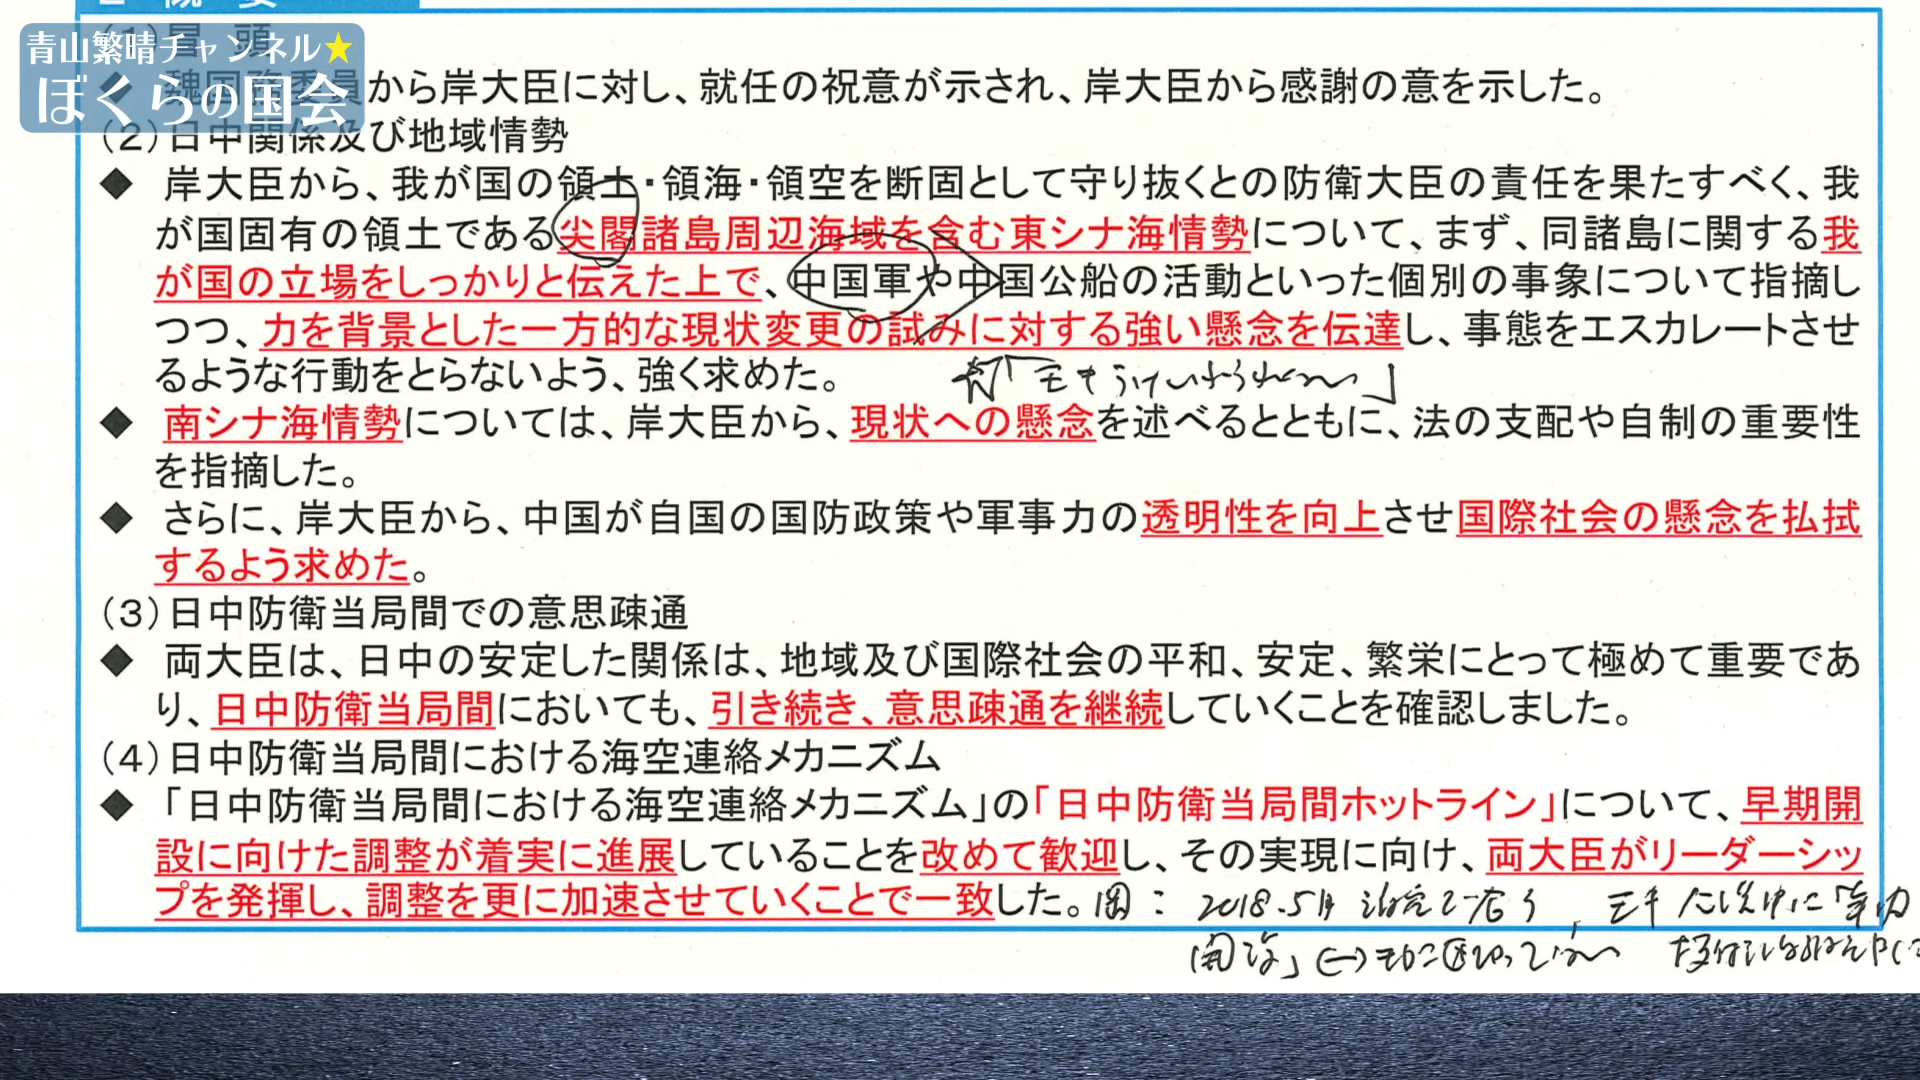 2 概 要
青山繁晴チャンネル★
ぼくらの国会
から岸大臣に対し、就任の祝意が示され、岸大臣から感謝の意を示した。
(2)日中関係及び地域情勢
◆ 岸大臣から、我が国の領土・領海・領空を断固として守り抜くとの防衛大臣の責任を果たすべく、我
が国固有の領土である尖閣諸島周辺海域を含む東シナ海情勢について、まず、同諸島に関する我
が国の立場をしっかりと伝えた上で、中国軍や中国公船の活動といった個別の事象について指摘し
つつ、力を背景とした一方的な現状変更の試みに対する強い懸念を伝達し、事態をエスカレートさせ
るような行動をとらないよう、強く求めた。
◆ 南シナ海情勢については、岸大臣から、現状への懸念を述べるとともに、法の支配や自制の重要性
を指摘した。
◆ さらに、岸大臣から、中国が自国の国防政策や軍事力の透明性を向上させ国際社会の懸念を払拭
するよう求めた。
(3)日中防衛当局間での意思疎通
◆ 両大臣は、日中の安定した関係は、地域及び国際社会の平和、安定、繁栄にとって極めて重要であ
り、日中防衛当局間においても、引き続き、意思疎通を継続していくことを確認しました。
(4)日中防衛当局間における海空連絡メカニズム
◆ 「日中防衛当局間における海空連絡メカニズム」の「日中防衛当局間ホットライン」について、早期開
設に向けた調整が着実に進展していることを改めて歓迎し、その実現に向け、両大臣がリーダーシッ
プを発揮し、調整を更に加速させていくことで一致した。
2018.5月